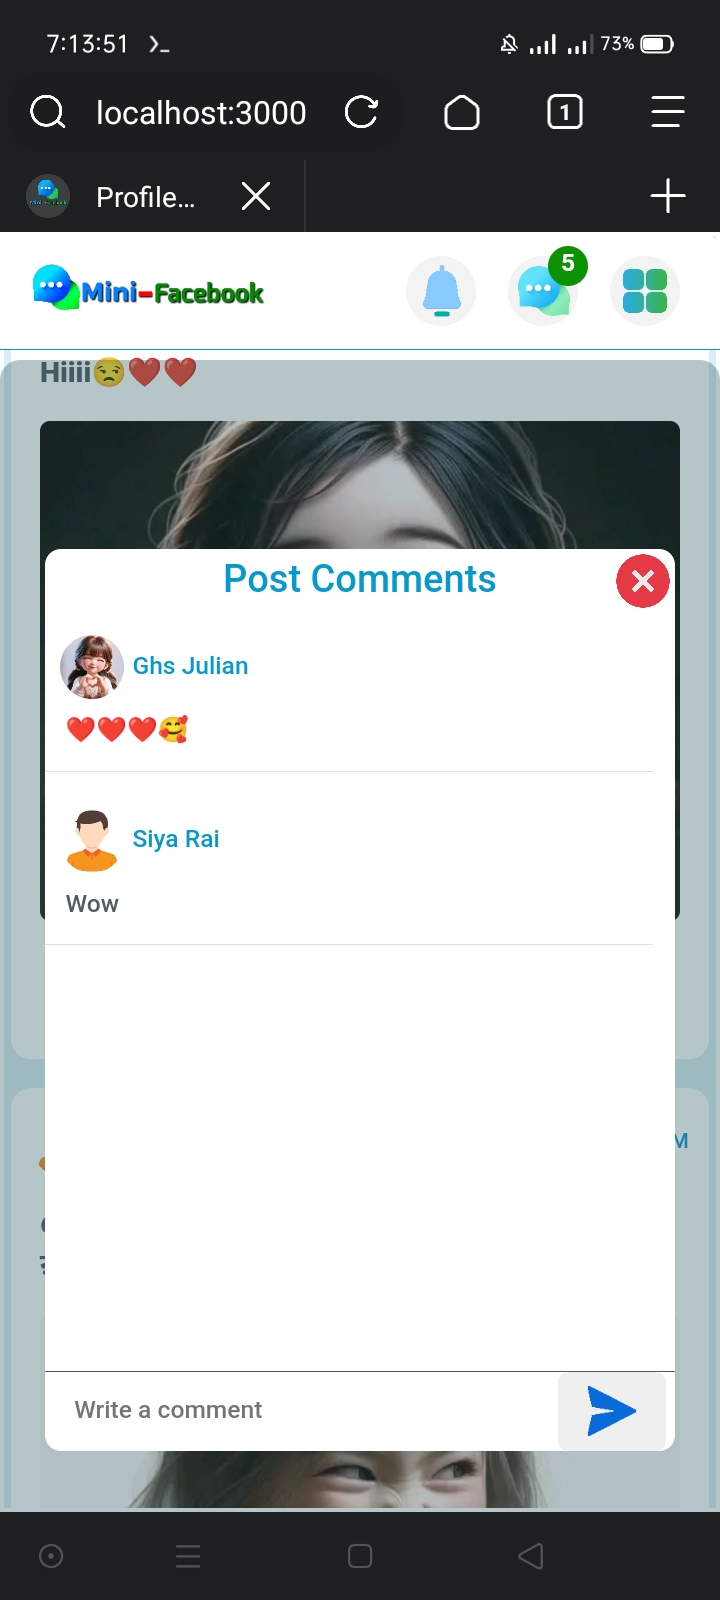 7:13:51
73%
localhost:3000
1
Profile...
Mini-Facebook
5
Hiiii😒❤️❤️
Post Comments
Ghs Julian
❤️❤️❤️🥰
Siya Rai
Wow
M
Write a comment